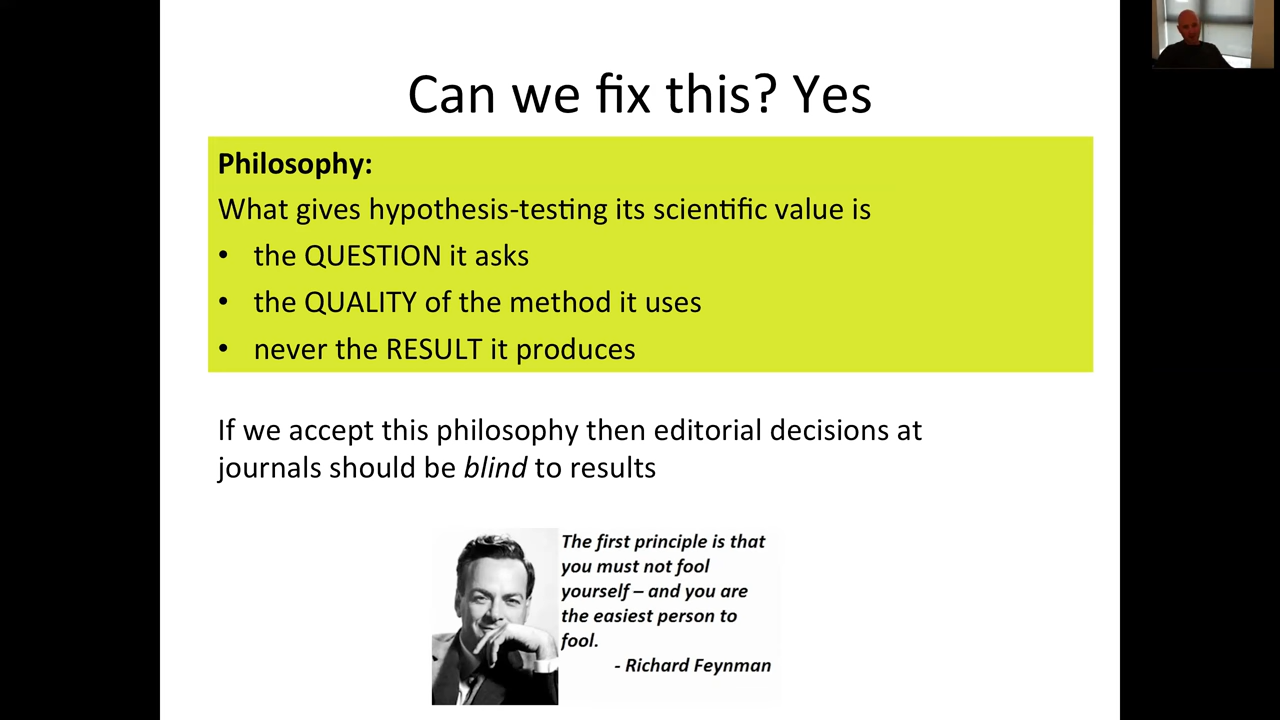 Can we fix this? Yes
Philosophy:
What gives hypothesis-testing its scientific value is
• the QUESTION it asks
• the QUALITY of the method it uses
• never the RESULT it produces
If we accept this philosophy then editorial decisions at
journals should be blind to results
The first principle is that
you must not fool
yourself – and you are
the easiest person to
fool.
- Richard Feynman